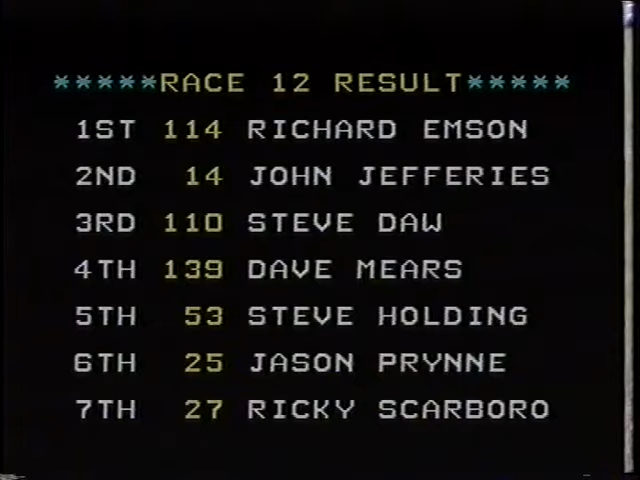 *****RACE 12 RESULT*****
1ST 114 RICHARD EMSON
2ND 14 JOHN JEFFERIES
3RD 110 STEVE DAW
4TH 139 DAVE MEARS
5TH 53 STEVE HOLDING
6TH 25 JASON PRYNNE
7TH 27 RICKY SCARBORO